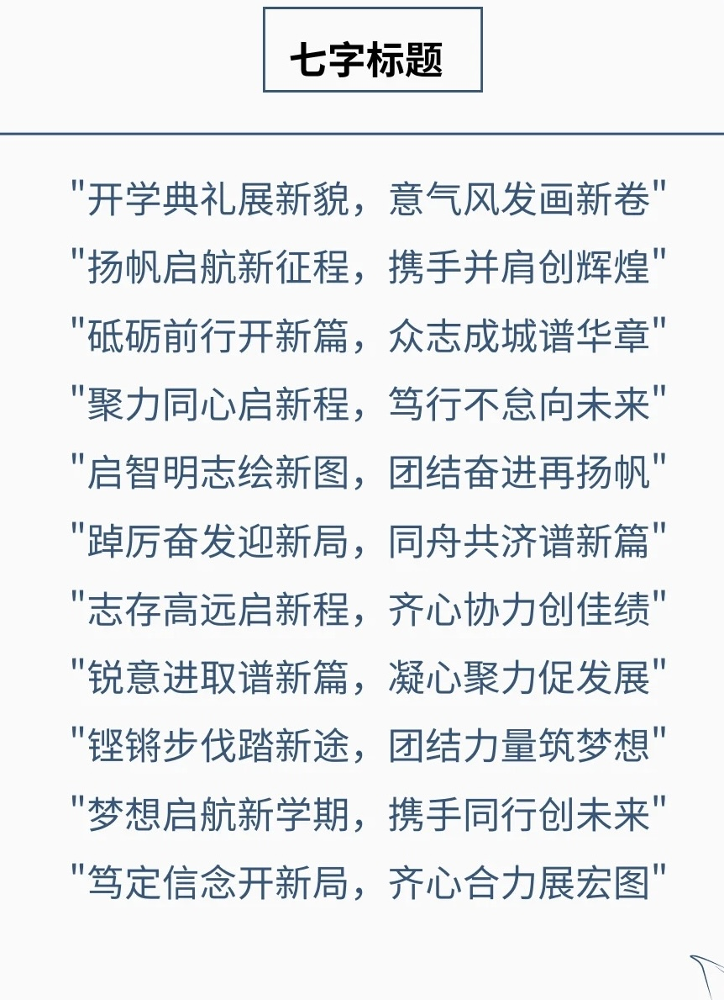 七字标题
"开学典礼展新貌，意气风发画新卷"
"扬帆启航新征程，携手并肩创辉煌"
"砥砺前行开新篇，众志成城谱华章"
"聚力同心启新程，笃行不怠向未来"
"启智明志绘新图，团结奋进再扬帆"
"踔厉奋发迎新局，同舟共济谱新篇"
"志存高远启新程，齐心协力创佳绩"
"锐意进取谱新篇，凝心聚力促发展"
"铿锵步伐踏新途，团结力量筑梦想"
"梦想启航新学期，携手同行创未来"
"笃定信念开新局，齐心合力展宏图"